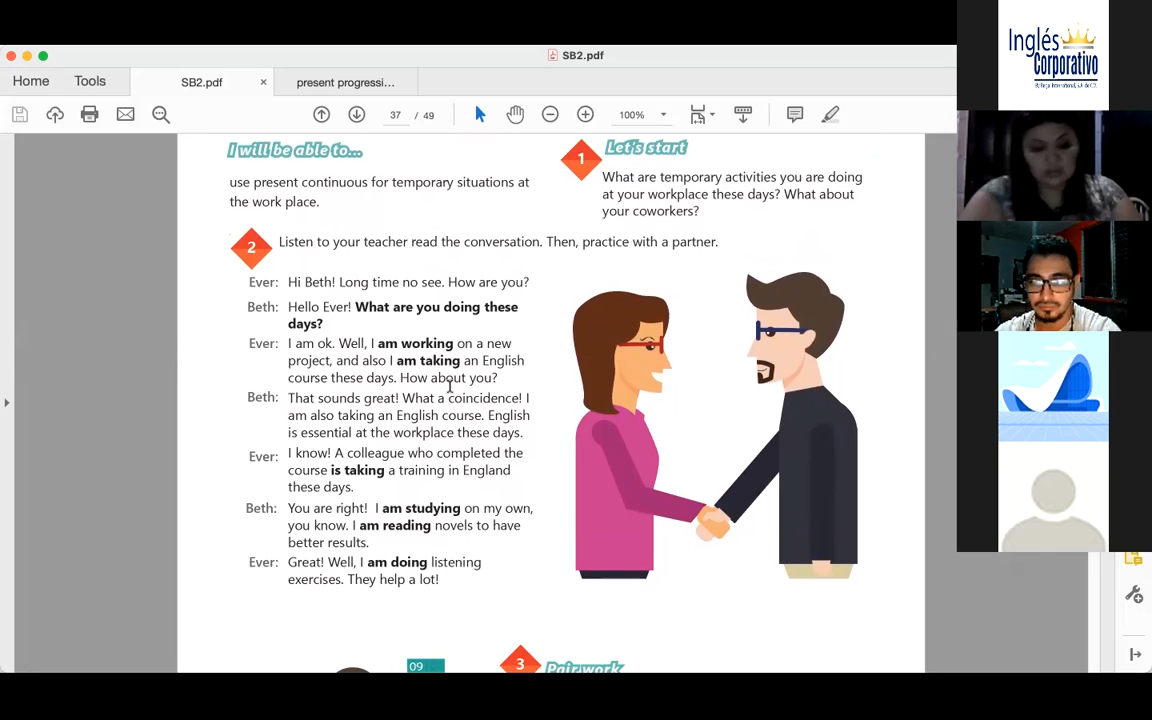 SB2.pdf
Home
Tools
SB2.pdf
×
present progressi...
37 / 49
100%
I will be able to...
use present continuous for temporary situations at
the work place.
1
Let's start
What are temporary activities you are doing
at your workplace these days? What about
your coworkers?
2
Listen to your teacher read the conversation. Then, practice with a partner.
Ever: Hi Beth! Long time no see. How are you?
Beth: Hello Ever! What are you doing these
days?
Ever: I am ok. Well, I am working on a new
project, and also I am taking an English
course these days. How about you?
Beth: That sounds great! What a coincidence! I
am also taking an English course. English
is essential at the workplace these days.
Ever: I know! A colleague who completed the
course is taking a training in England
these days.
Beth: You are right! I am studying on my own,
you know. I am reading novels to have
better results.
Ever: Great! Well, I am doing listening
exercises. They help a lot!
09
3
Pair work
Inglés
Corporativo